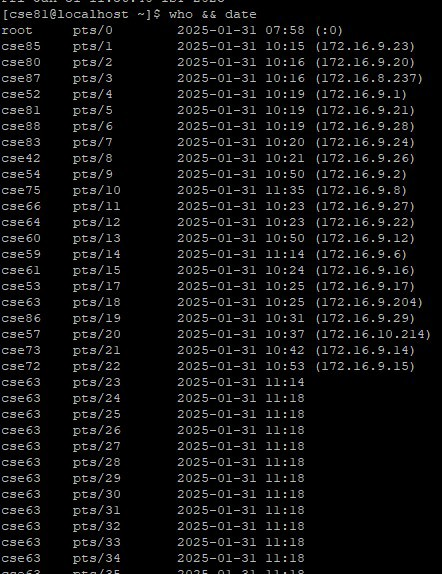 [cse81@localhost ~]$ who && date
root     pts/0        2025-01-31 07:58 (:0)
cse85    pts/1        2025-01-31 10:15 (172.16.9.23)
cse80    pts/2        2025-01-31 10:16 (172.16.9.20)
cse87    pts/3        2025-01-31 10:16 (172.16.8.237)
cse52    pts/4        2025-01-31 10:19 (172.16.9.1)
cse81    pts/5        2025-01-31 10:19 (172.16.9.21)
cse88    pts/6        2025-01-31 10:19 (172.16.9.28)
cse83    pts/7        2025-01-31 10:20 (172.16.9.24)
cse42    pts/8        2025-01-31 10:21 (172.16.9.26)
cse54    pts/9        2025-01-31 10:50 (172.16.9.2)
cse75    pts/10       2025-01-31 11:35 (172.16.9.8)
cse66    pts/11       2025-01-31 10:23 (172.16.9.27)
cse64    pts/12       2025-01-31 10:23 (172.16.9.22)
cse60    pts/13       2025-01-31 10:50 (172.16.9.12)
cse59    pts/14       2025-01-31 11:14 (172.16.9.6)
cse61    pts/15       2025-01-31 10:24 (172.16.9.16)
cse53    pts/17       2025-01-31 10:25 (172.16.9.17)
cse63    pts/18       2025-01-31 10:25 (172.16.9.204)
cse86    pts/19       2025-01-31 10:31 (172.16.9.29)
cse57    pts/20       2025-01-31 10:37 (172.16.10.214)
cse73    pts/21       2025-01-31 10:42 (172.16.9.14)
cse72    pts/22       2025-01-31 10:53 (172.16.9.15)
cse63    pts/23       2025-01-31 11:14
cse63    pts/24       2025-01-31 11:18
cse63    pts/25       2025-01-31 11:18
cse63    pts/26       2025-01-31 11:18
cse63    pts/27       2025-01-31 11:18
cse63    pts/28       2025-01-31 11:18
cse63    pts/29       2025-01-31 11:18
cse63    pts/30       2025-01-31 11:18
cse63    pts/31       2025-01-31 11:18
cse63    pts/32       2025-01-31 11:18
cse63    pts/33       2025-01-31 11:18
cse63    pts/34       2025-01-31 11:18